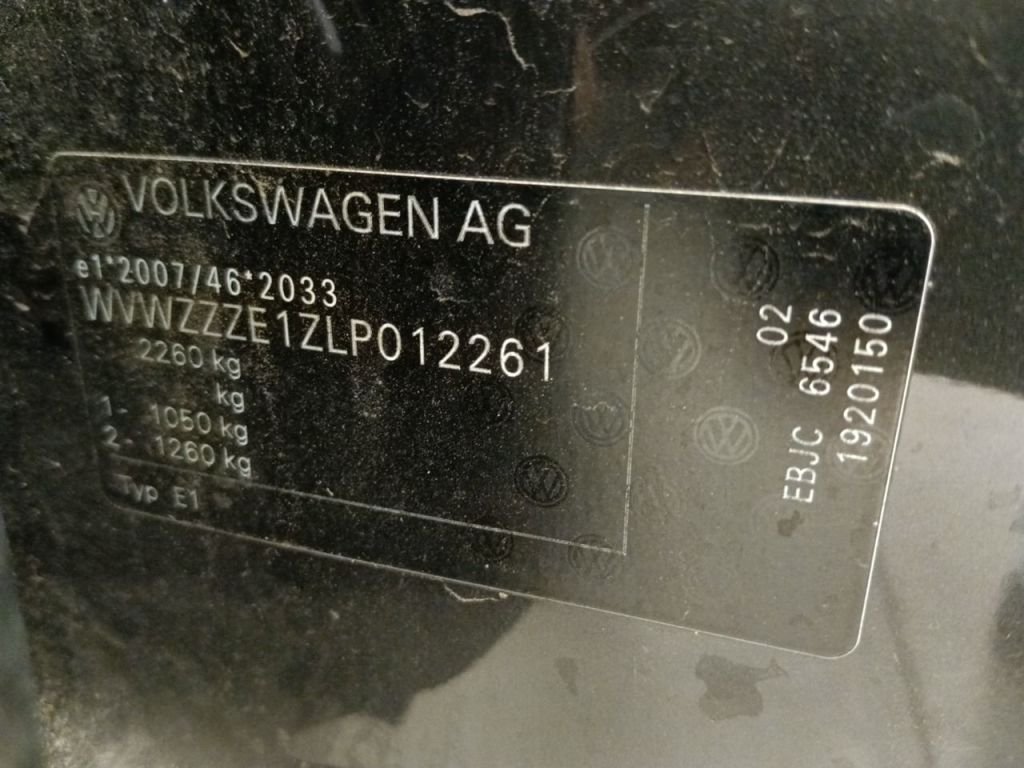 VOLKSWAGEN AG
e1*2007/46*2033
WVWZZZE1ZLP012261
2260 kg
kg
1- 1050 kg
2- 1260 kg
Typ E1
02
EBJC 6546
1920150